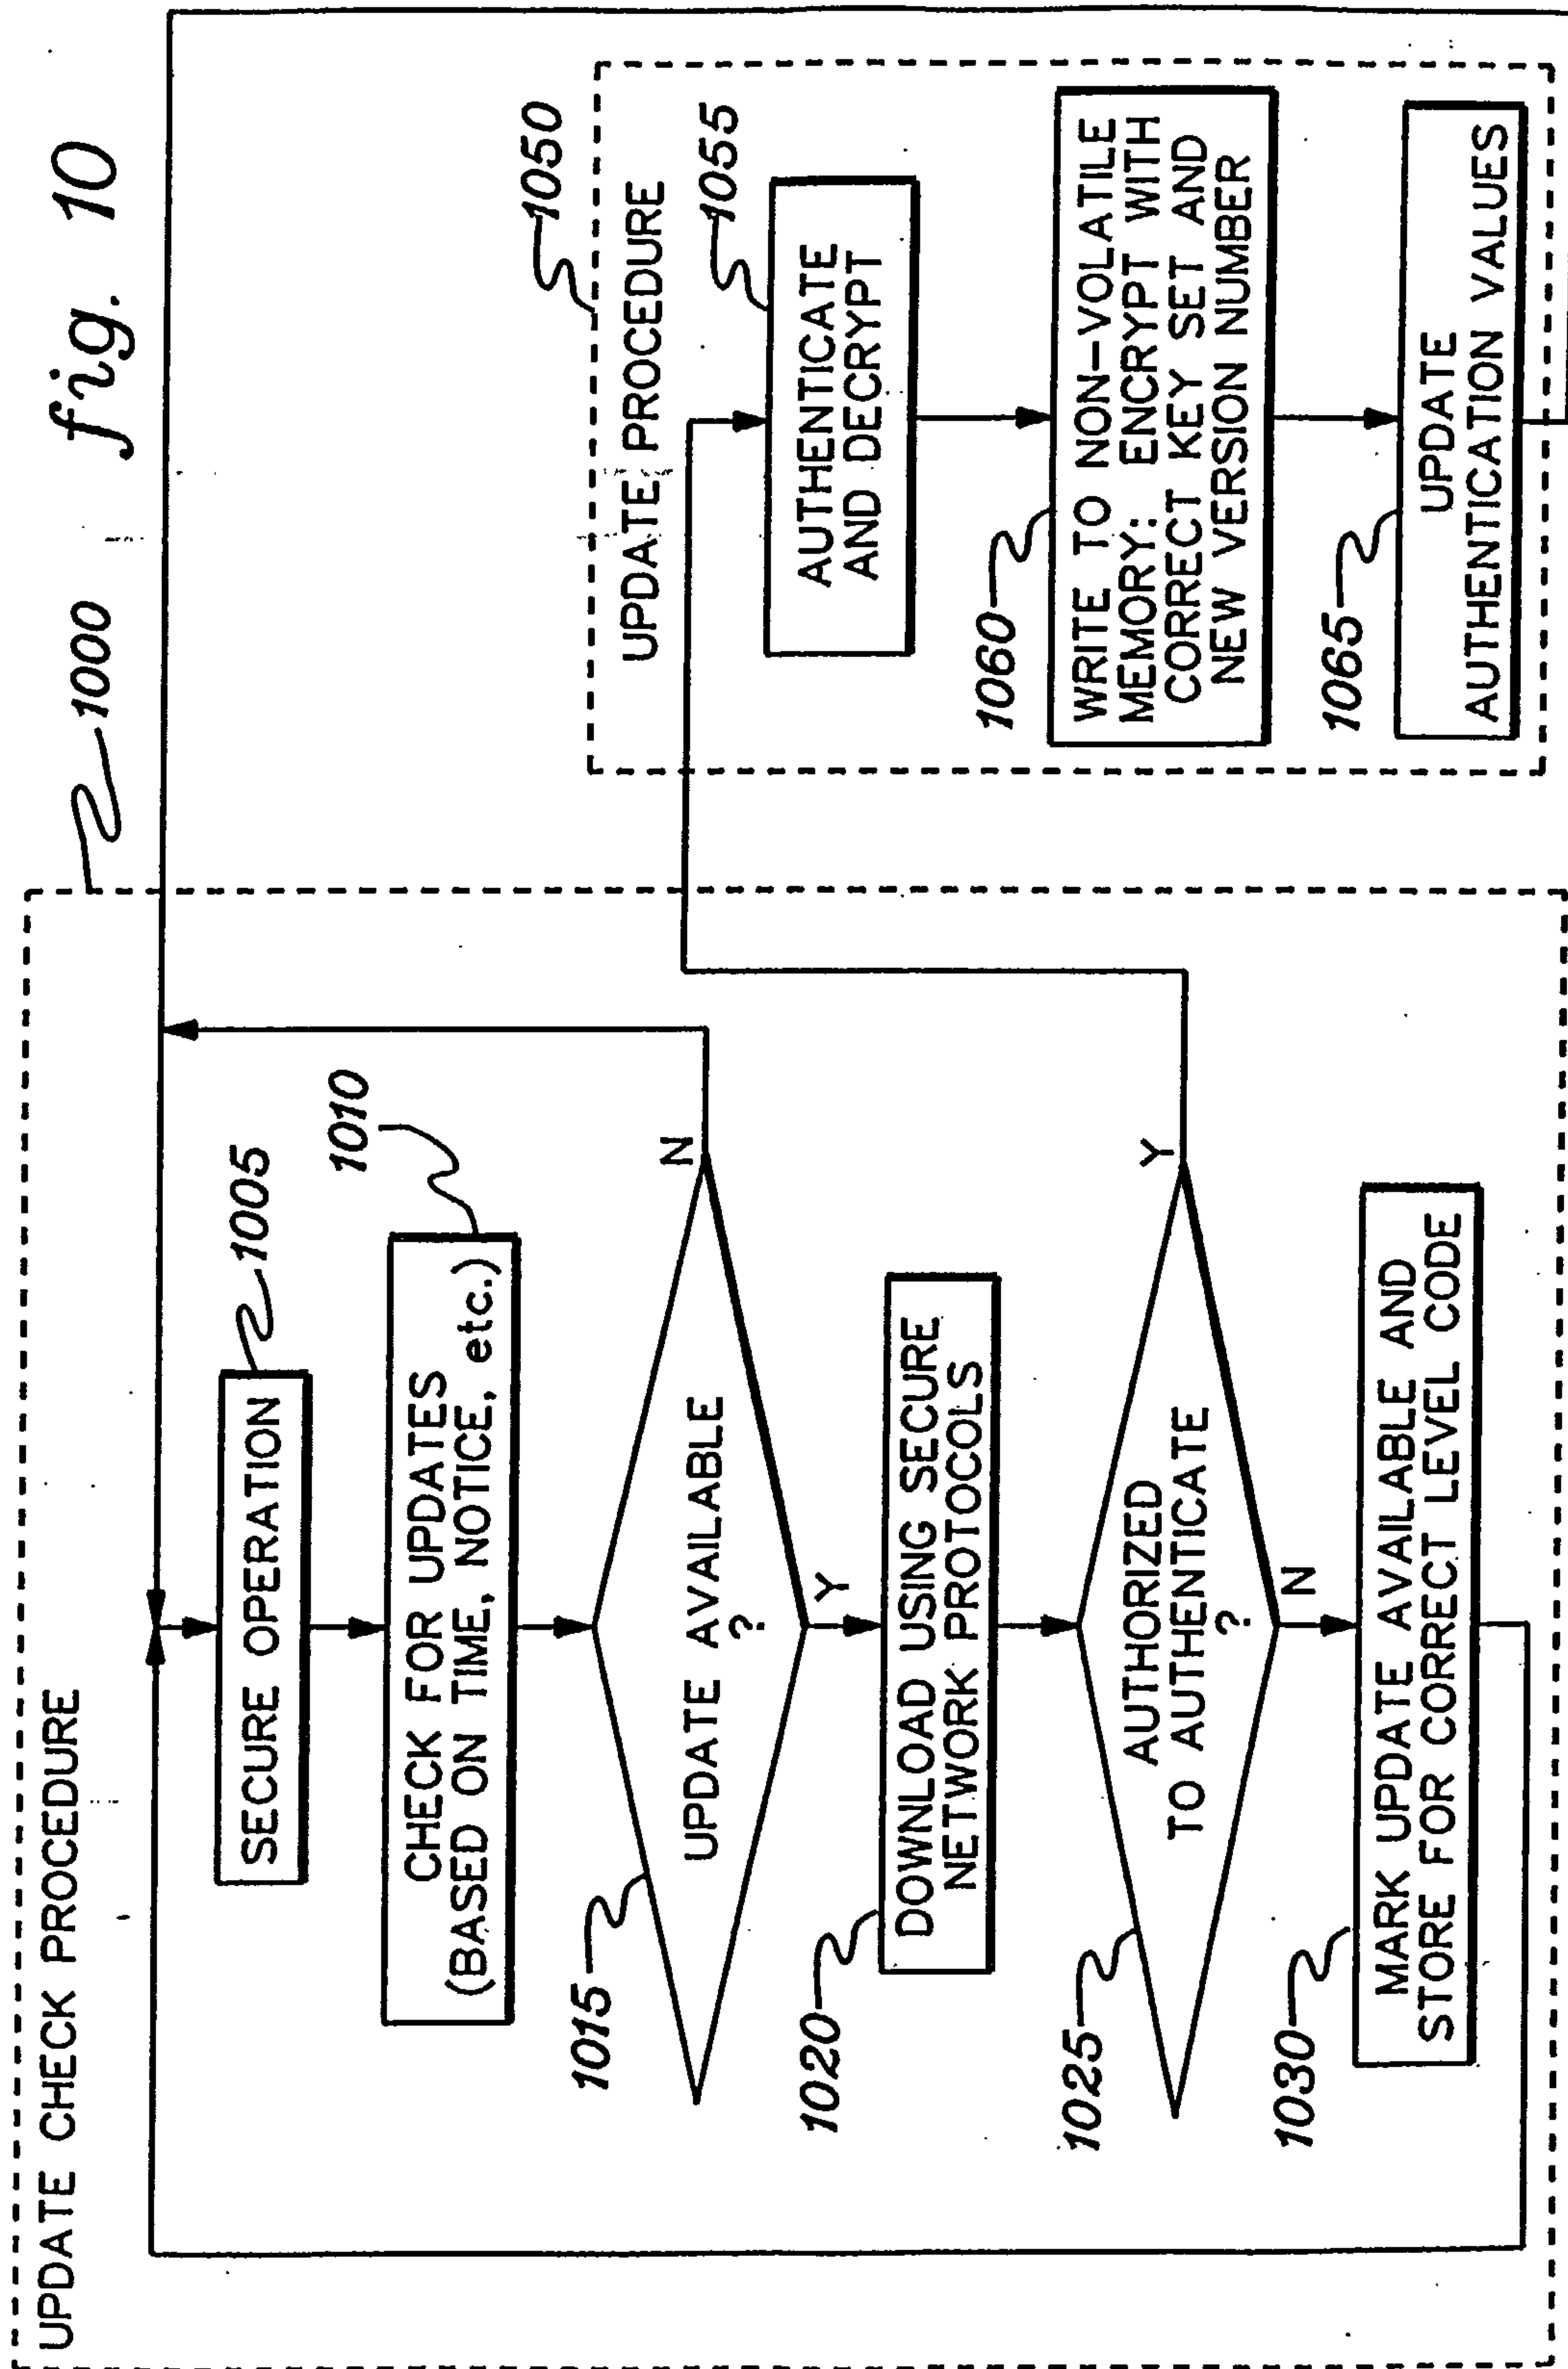 fig. 10
1000
UPDATE CHECK PROCEDURE
SECURE OPERATION
1005
CHECK FOR UPDATES
(BASED ON TIME, NOTICE, etc.)
1010
UPDATE AVAILABLE
?
1015
N
Y
DOWNLOAD USING SECURE
NETWORK PROTOCOLS
1020
AUTHORIZED
TO AUTHENTICATE
?
1025
Y
N
MARK UPDATE AVAILABLE AND
STORE FOR CORRECT LEVEL CODE
1030
1050
UPDATE PROCEDURE
AUTHENTICATE
AND DECRYPT
1055
WRITE TO NON-VOLATILE
MEMORY: ENCRYPT WITH
CORRECT KEY SET AND
NEW VERSION NUMBER
1060
UPDATE
AUTHENTICATION VALUES
1065